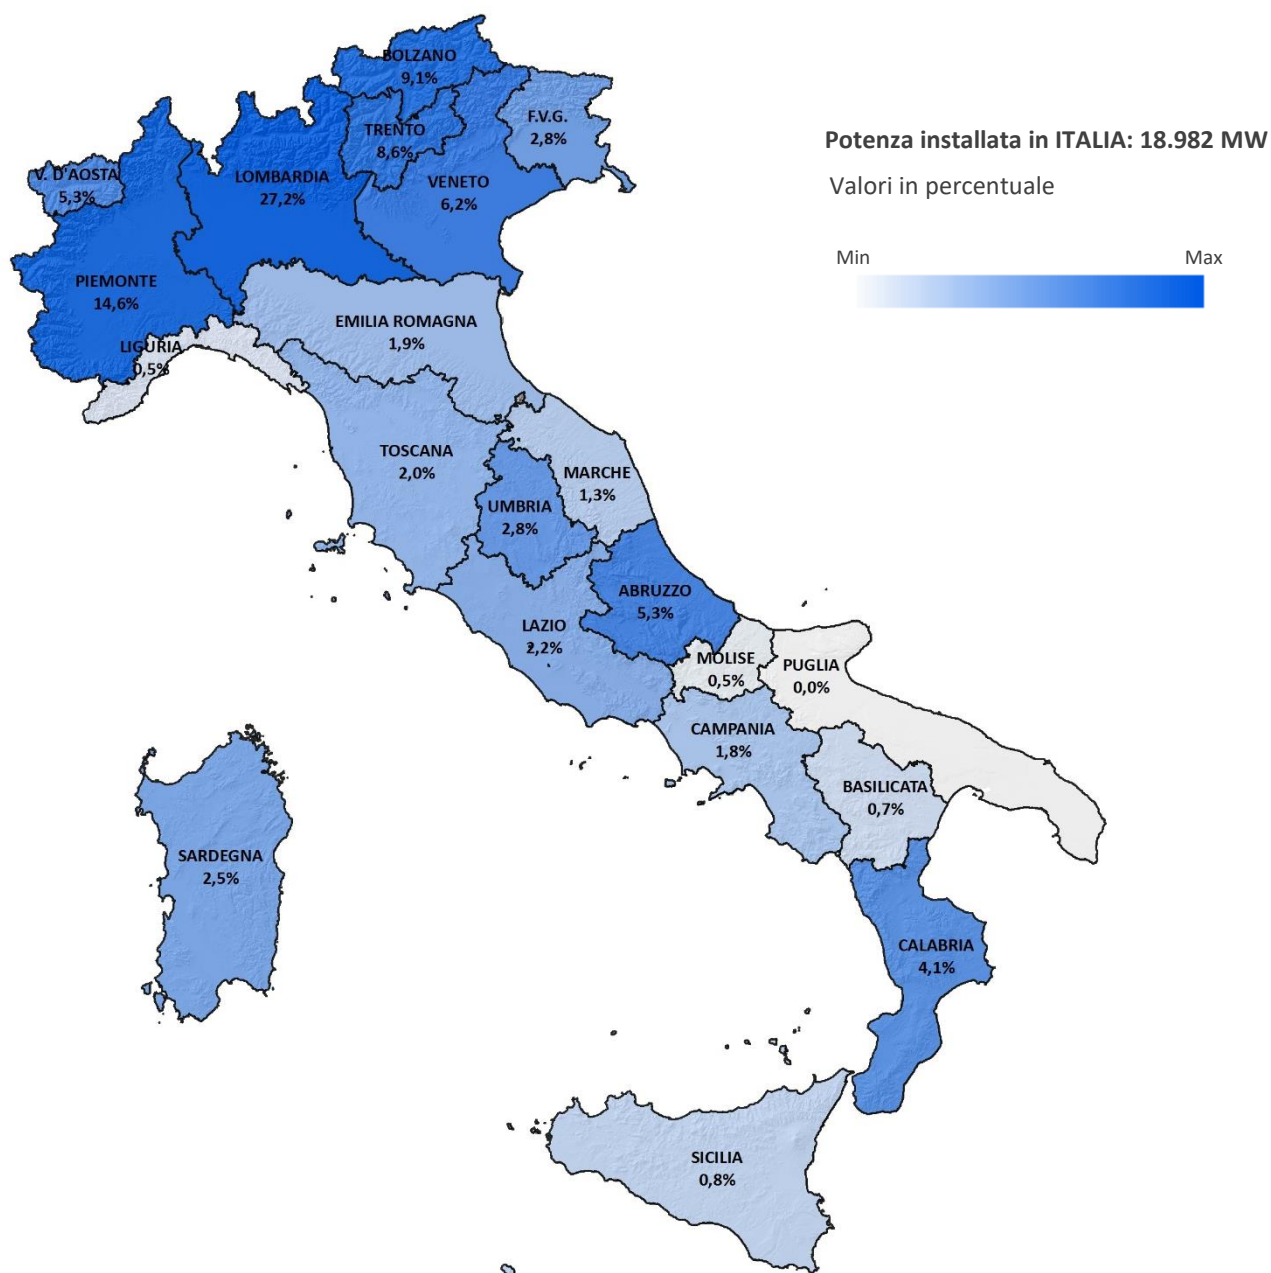 BOLZANO
9,1%
F.V.G.
2,8%
TRENTO
8,6%
Potenza installata in ITALIA: 18.982 MW
Valori in percentuale
V. D'AOSTA
5,3%
LOMBARDIA
27,2%
VENETO
6,2%
Min
Max
PIEMONTE
14,6%
EMILIA ROMAGNA
1,9%
LIGURIA
0,5%
TOSCANA
2,0%
MARCHE
1,3%
UMBRIA
2,8%
ABRUZZO
5,3%
LAZIO
2,2%
MOLISE
0,5%
PUGLIA
0,0%
CAMPANIA
1,8%
BASILICATA
0,7%
SARDEGNA
2,5%
CALABRIA
4,1%
SICILIA
0,8%